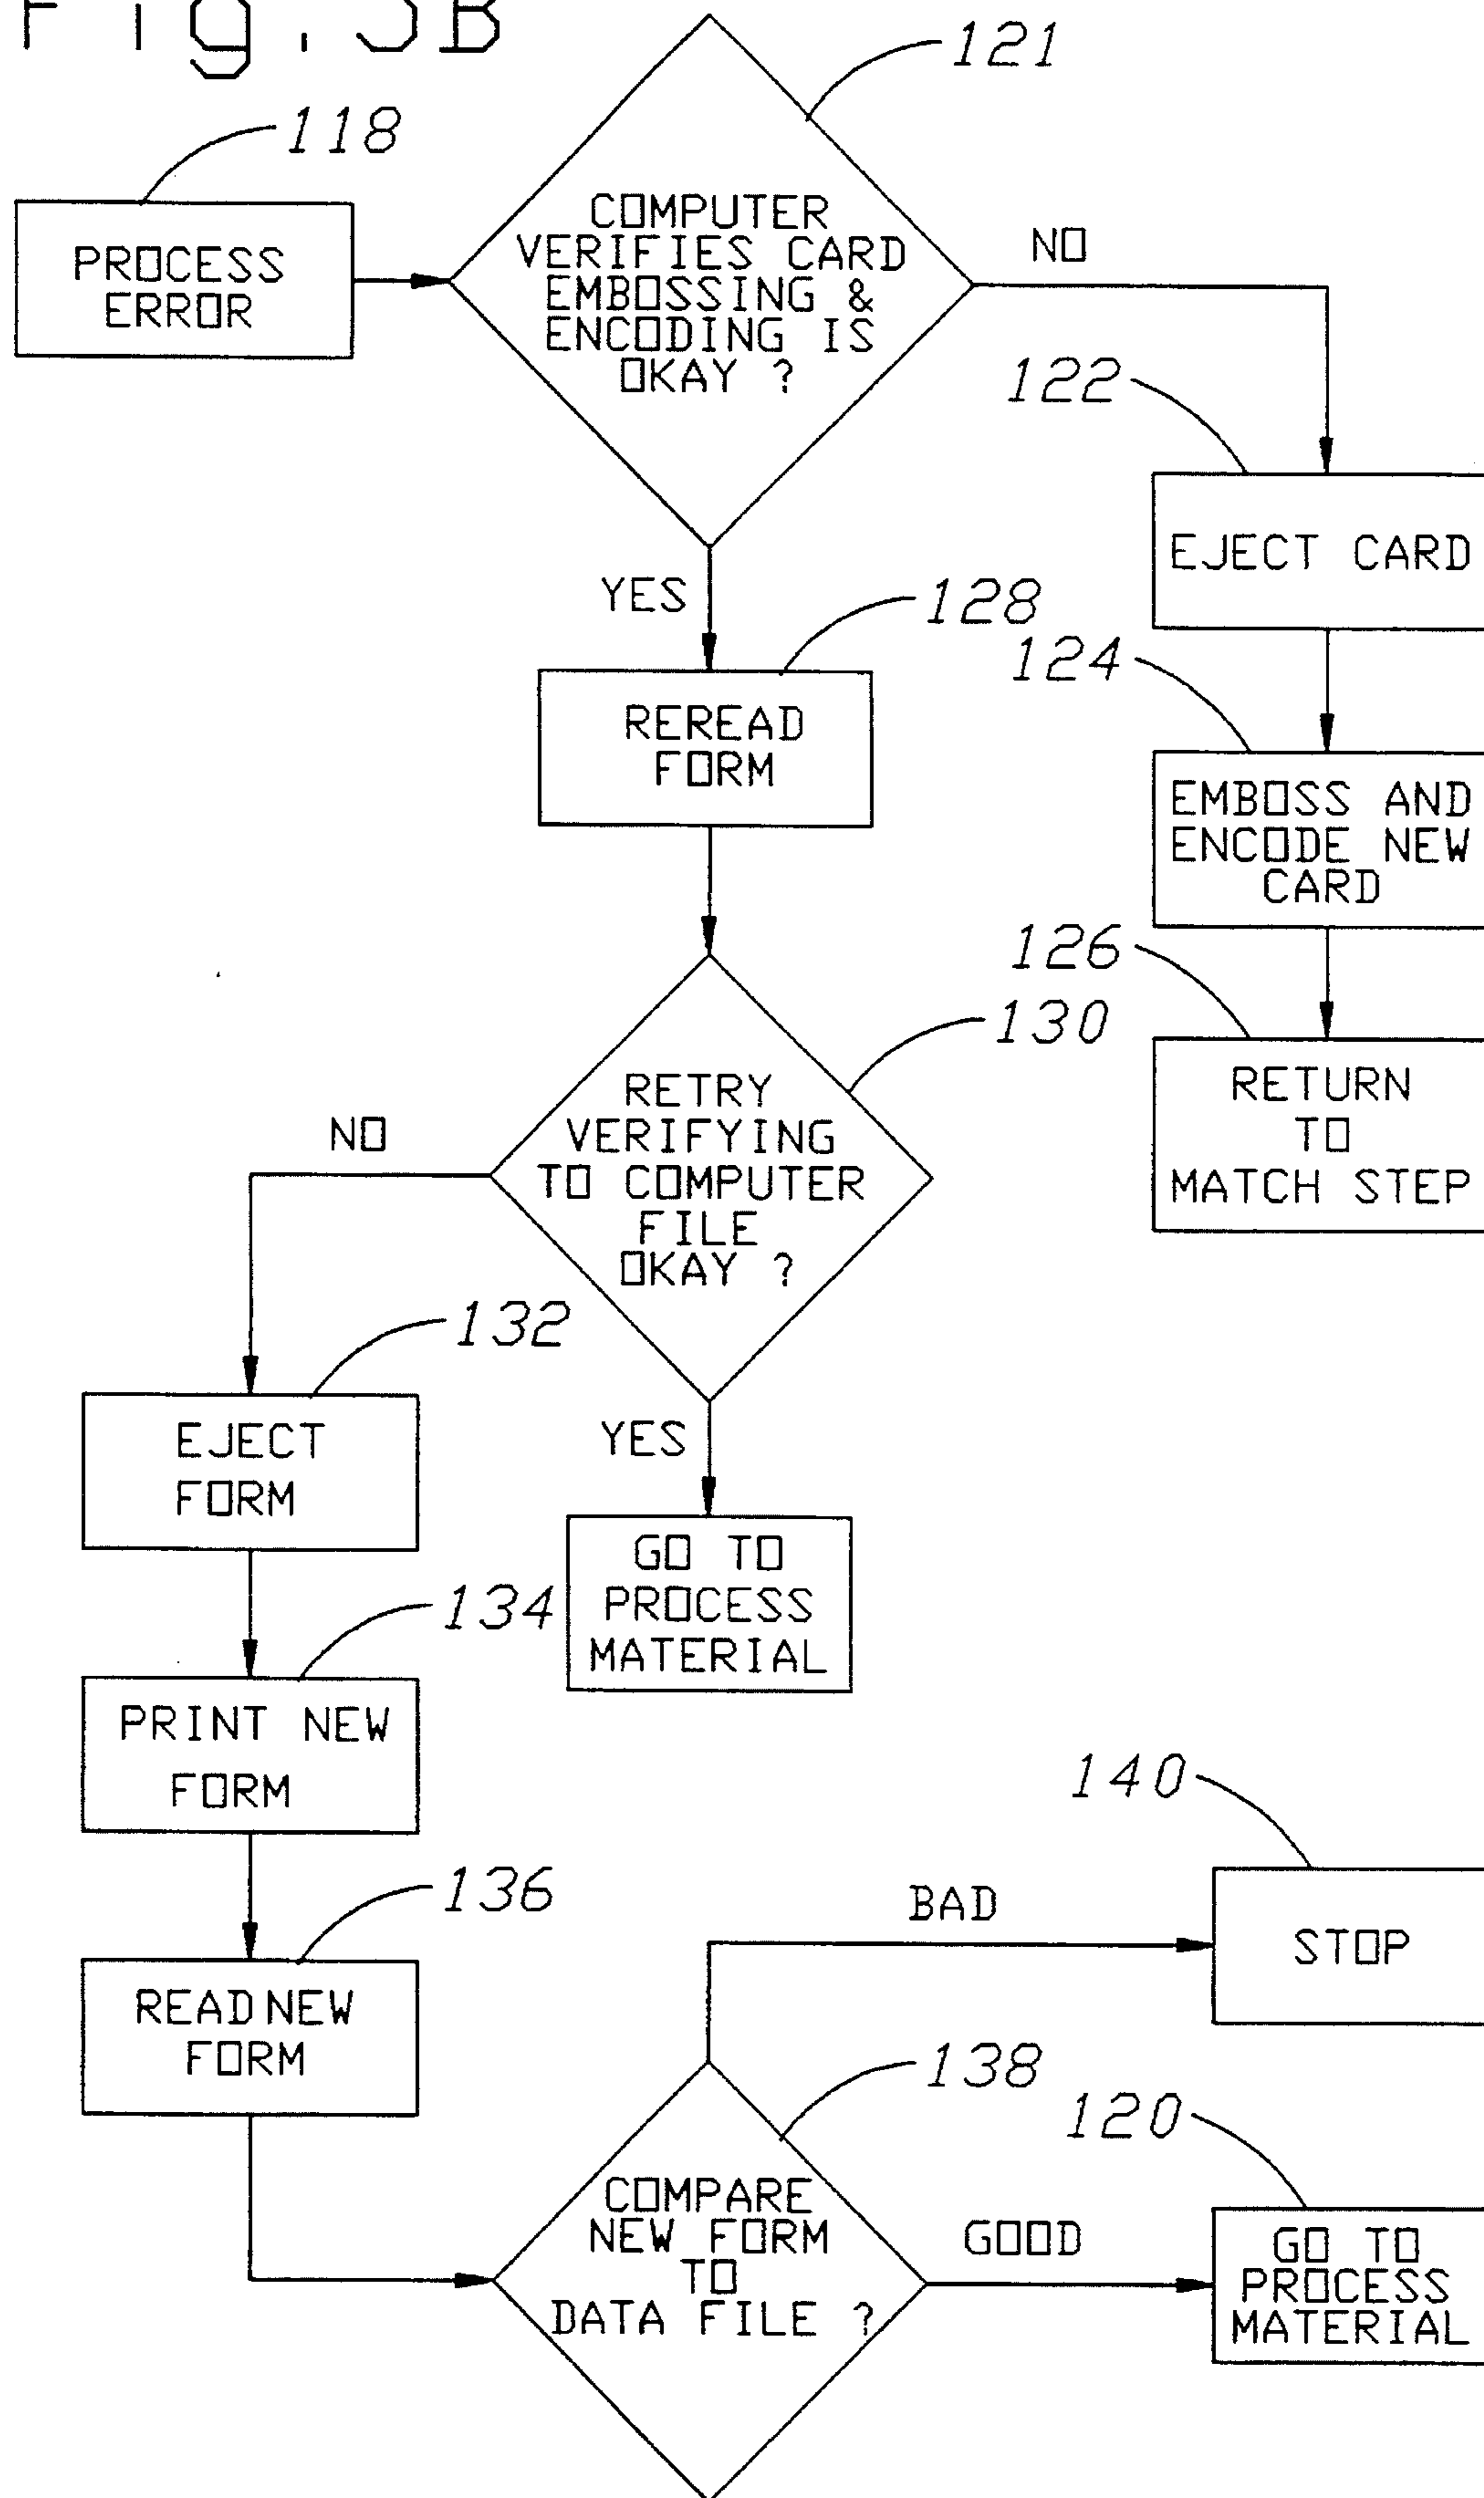 Fig. 3B
121
118
PROCESS
ERROR
COMPUTER
VERIFIES CARD
EMBOSSING &
ENCODING IS
OKAY ?
NO
122
EJECT CARD
YES
128
124
REREAD
FORM
EMBOSS AND
ENCODE NEW
CARD
126
130
RETURN
TO
MATCH STEP
RETRY
VERIFYING
TO COMPUTER
FILE
OKAY ?
NO
132
EJECT
FORM
YES
GO TO
PROCESS
MATERIAL
134
PRINT NEW
FORM
140
136
BAD
STOP
READ NEW
FORM
138
120
COMPARE
NEW FORM
TO
DATA FILE ?
GOOD
GO TO
PROCESS
MATERIAL